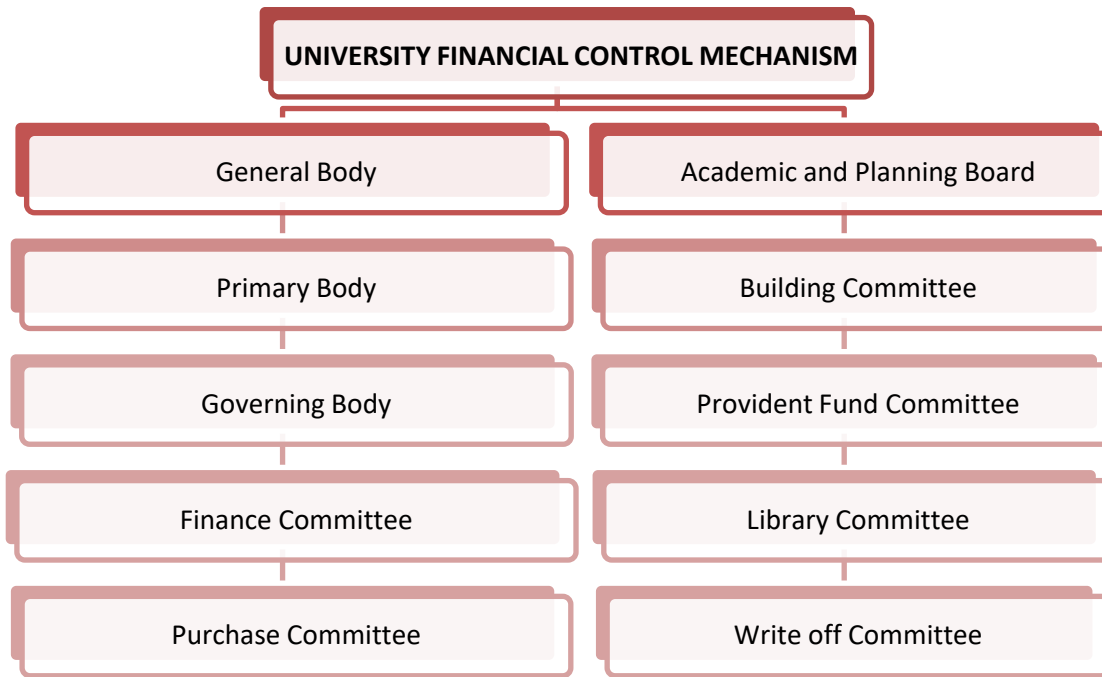 UNIVERSITY FINANCIAL CONTROL MECHANISM
General Body
Academic and Planning Board
Primary Body
Building Committee
Governing Body
Provident Fund Committee
Finance Committee
Library Committee
Purchase Committee
Write off Committee